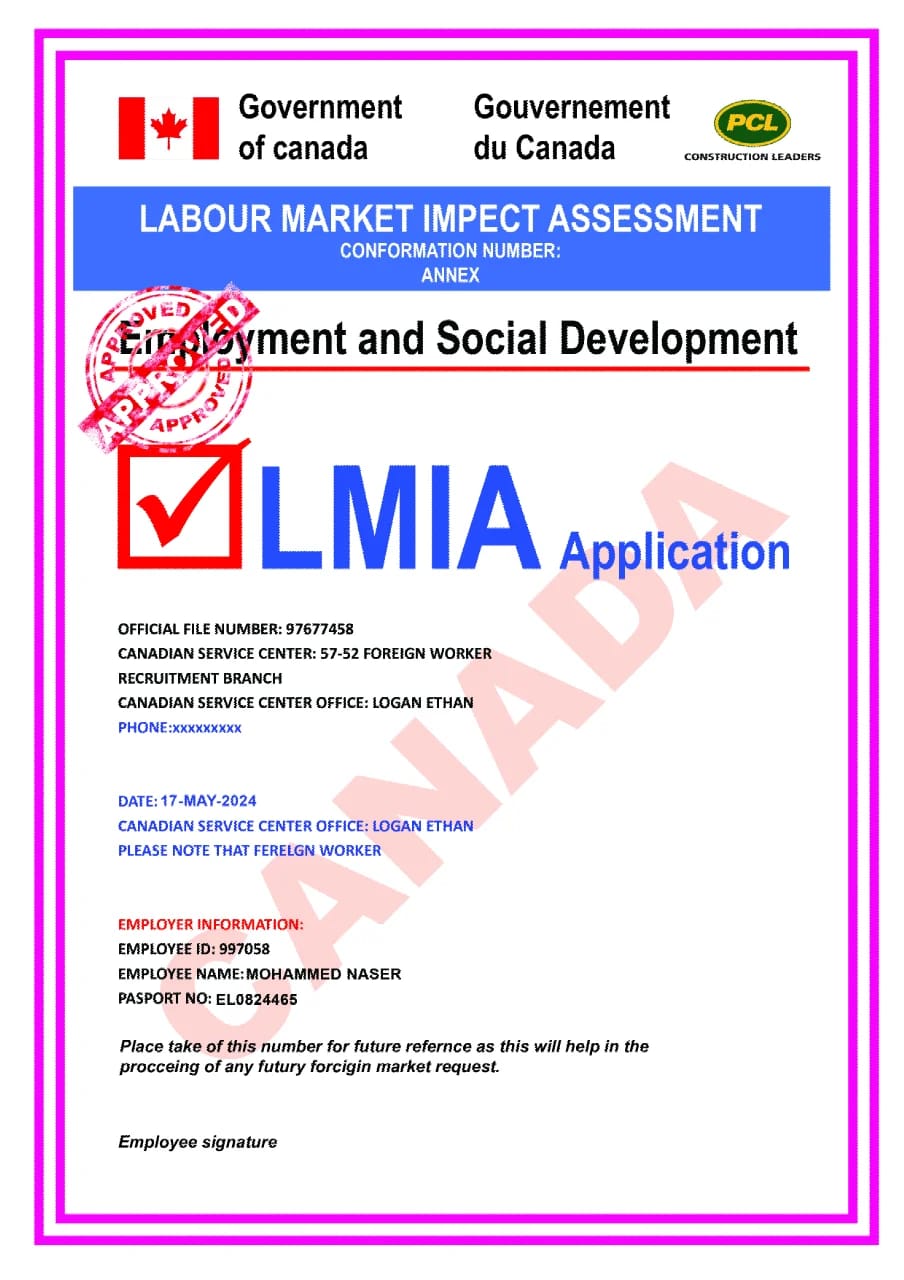 Government of canada
Gouvernement du Canada
PCL
CONSTRUCTION LEADERS
LABOUR MARKET IMPECT ASSESSMENT
CONFORMATION NUMBER:
ANNEX
APPROVED
APPROVED
APPROVED
APPROVED
Employment and Social Development
LMIA Application
CANADA
OFFICIAL FILE NUMBER: 97677458
CANADIAN SERVICE CENTER: 57-52 FOREIGN WORKER
RECRUITMENT BRANCH
CANADIAN SERVICE CENTER OFFICE: LOGAN ETHAN
PHONE:xxxxxxxxx
DATE: 17-MAY-2024
CANADIAN SERVICE CENTER OFFICE: LOGAN ETHAN
PLEASE NOTE THAT FERELGN WORKER
EMPLOYER INFORMATION:
EMPLOYEE ID: 997058
EMPLOYEE NAME: MOHAMMED NASER
PASPORT NO: EL0824465
Place take of this number for future refernce as this will help in the
procceing of any futury forcigin market request.
Employee signature